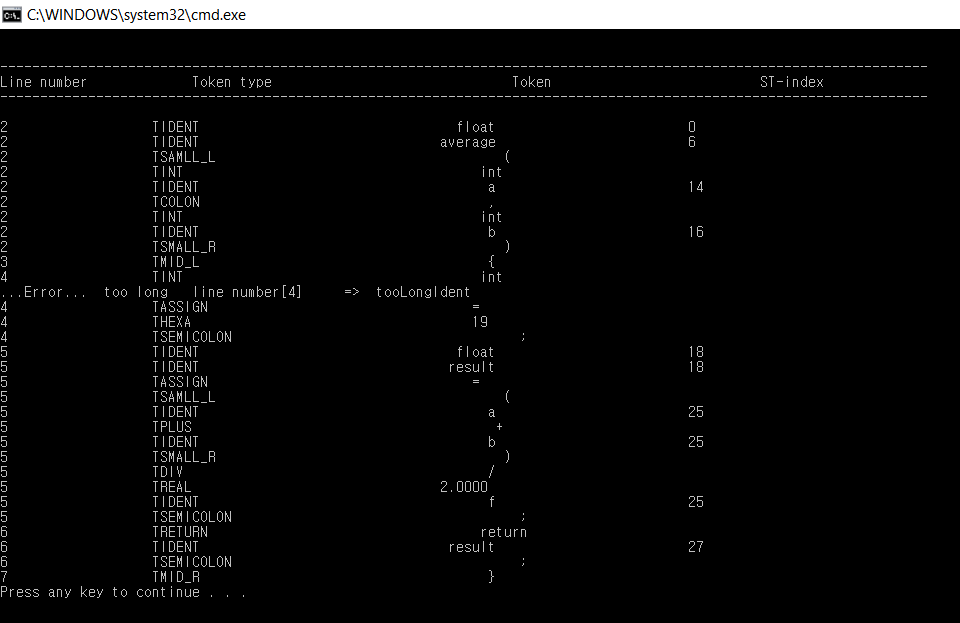 C:\WINDOWS\system32\cmd.exe
--------------------------------------------------------------------------------------------------------------------
Line number Token type Token ST-index
--------------------------------------------------------------------------------------------------------------------
2 TIDENT float 0
2 TIDENT average 6
2 TSAMLL_L (
2 TINT int
2 TIDENT a 14
2 TCOLON ,
2 TINT int
2 TIDENT b 16
2 TSMALL_R )
3 TMID_L {
4 TINT int
...Error... too long line number[4] => tooLongIdent
4 TASSIGN =
4 THEXA 19
4 TSEMICOLON ;
5 TIDENT float 18
5 TIDENT result 18
5 TASSIGN =
5 TSAMLL_L (
5 TIDENT a 25
5 TPLUS +
5 TIDENT b 25
5 TSMALL_R )
5 TDIV /
5 TREAL 2.0000
5 TIDENT f 25
5 TSEMICOLON ;
6 TRETURN return
6 TIDENT result 27
6 TSEMICOLON ;
7 TMID_R }
Press any key to continue . . .